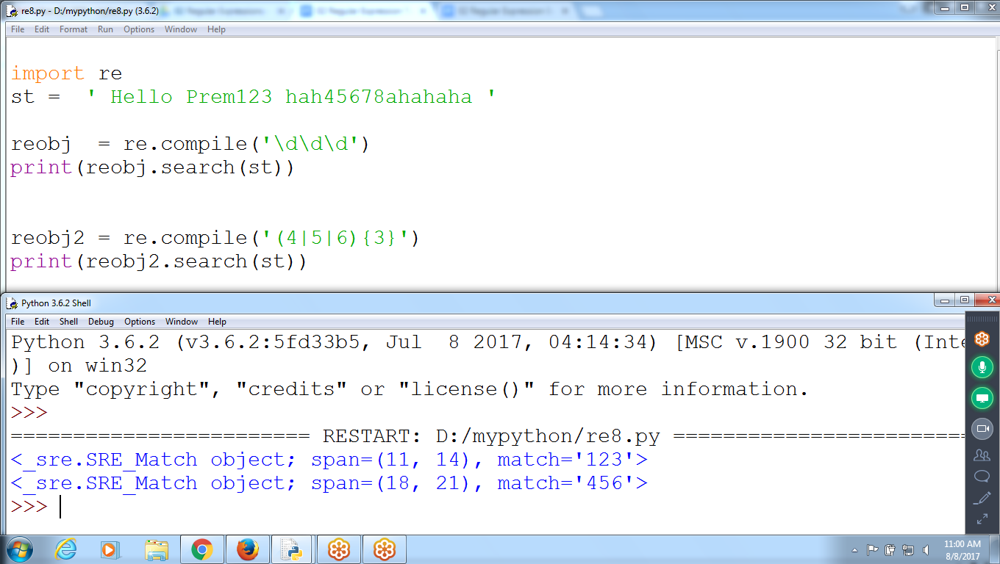 re8.py - D:/mypython/re8.py (3.6.2)
File Edit Format Run Options Window Help
import re
st =  ' Hello Prem123 hah45678ahahaha '
reobj  = re.compile('\d\d\d')
print(reobj.search(st))
reobj2 = re.compile('(4|5|6){3}')
print(reobj2.search(st))
Python 3.6.2 Shell
File Edit Shell Debug Options Window Help
Python 3.6.2 (v3.6.2:5fd33b5, Jul  8 2017, 04:14:34) [MSC v.1900 32 bit (Inte
)] on win32
Type "copyright", "credits" or "license()" for more information.
>>>
======================== RESTART: D:/mypython/re8.py ========================
<_sre.SRE_Match object; span=(11, 14), match='123'>
<_sre.SRE_Match object; span=(18, 21), match='456'>
>>>
11:00 AM
8/8/2017